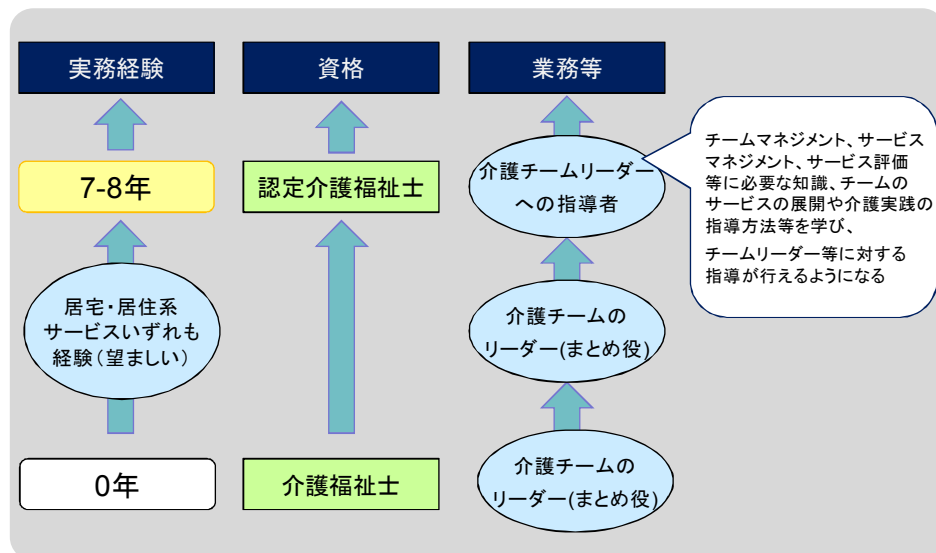 実務経験
資格
業務等
7-8年
認定介護福祉士
介護チームリーダー
への指導者
チームマネジメント、サービス
マネジメント、サービス評価
等に必要な知識、チームの
サービスの展開や介護実践の
指導方法等を学び、
チームリーダー等に対する
指導が行えるようになる
居宅・居住系
サービスいずれも
経験(望ましい)
介護チームの
リーダー(まとめ役)
0年
介護福祉士
介護チームの
リーダー(まとめ役)